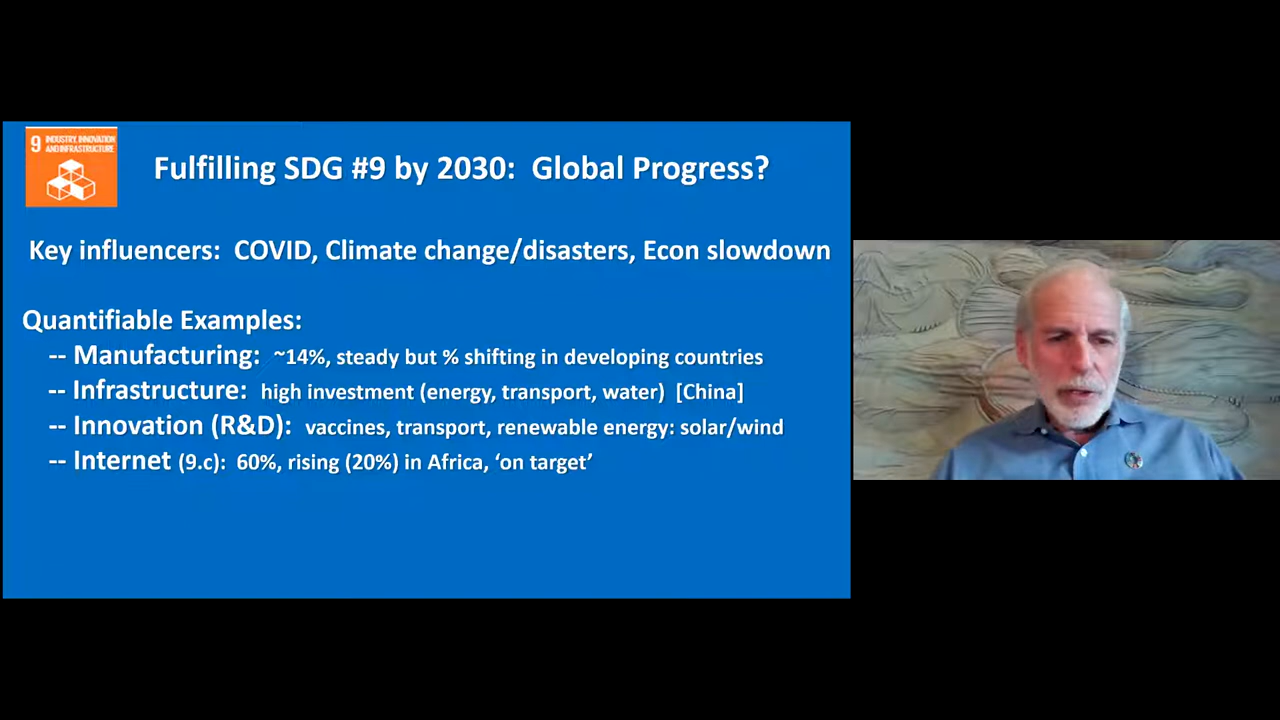 9 INDUSTRY, INNOVATION
AND INFRASTRUCTURE
Fulfilling SDG #9 by 2030: Global Progress?
Key influencers: COVID, Climate change/disasters, Econ slowdown
Quantifiable Examples:
-- Manufacturing: ~14%, steady but % shifting in developing countries
-- Infrastructure: high investment (energy, transport, water) [China]
-- Innovation (R&D): vaccines, transport, renewable energy: solar/wind
-- Internet (9.c): 60%, rising (20%) in Africa, ‘on target’